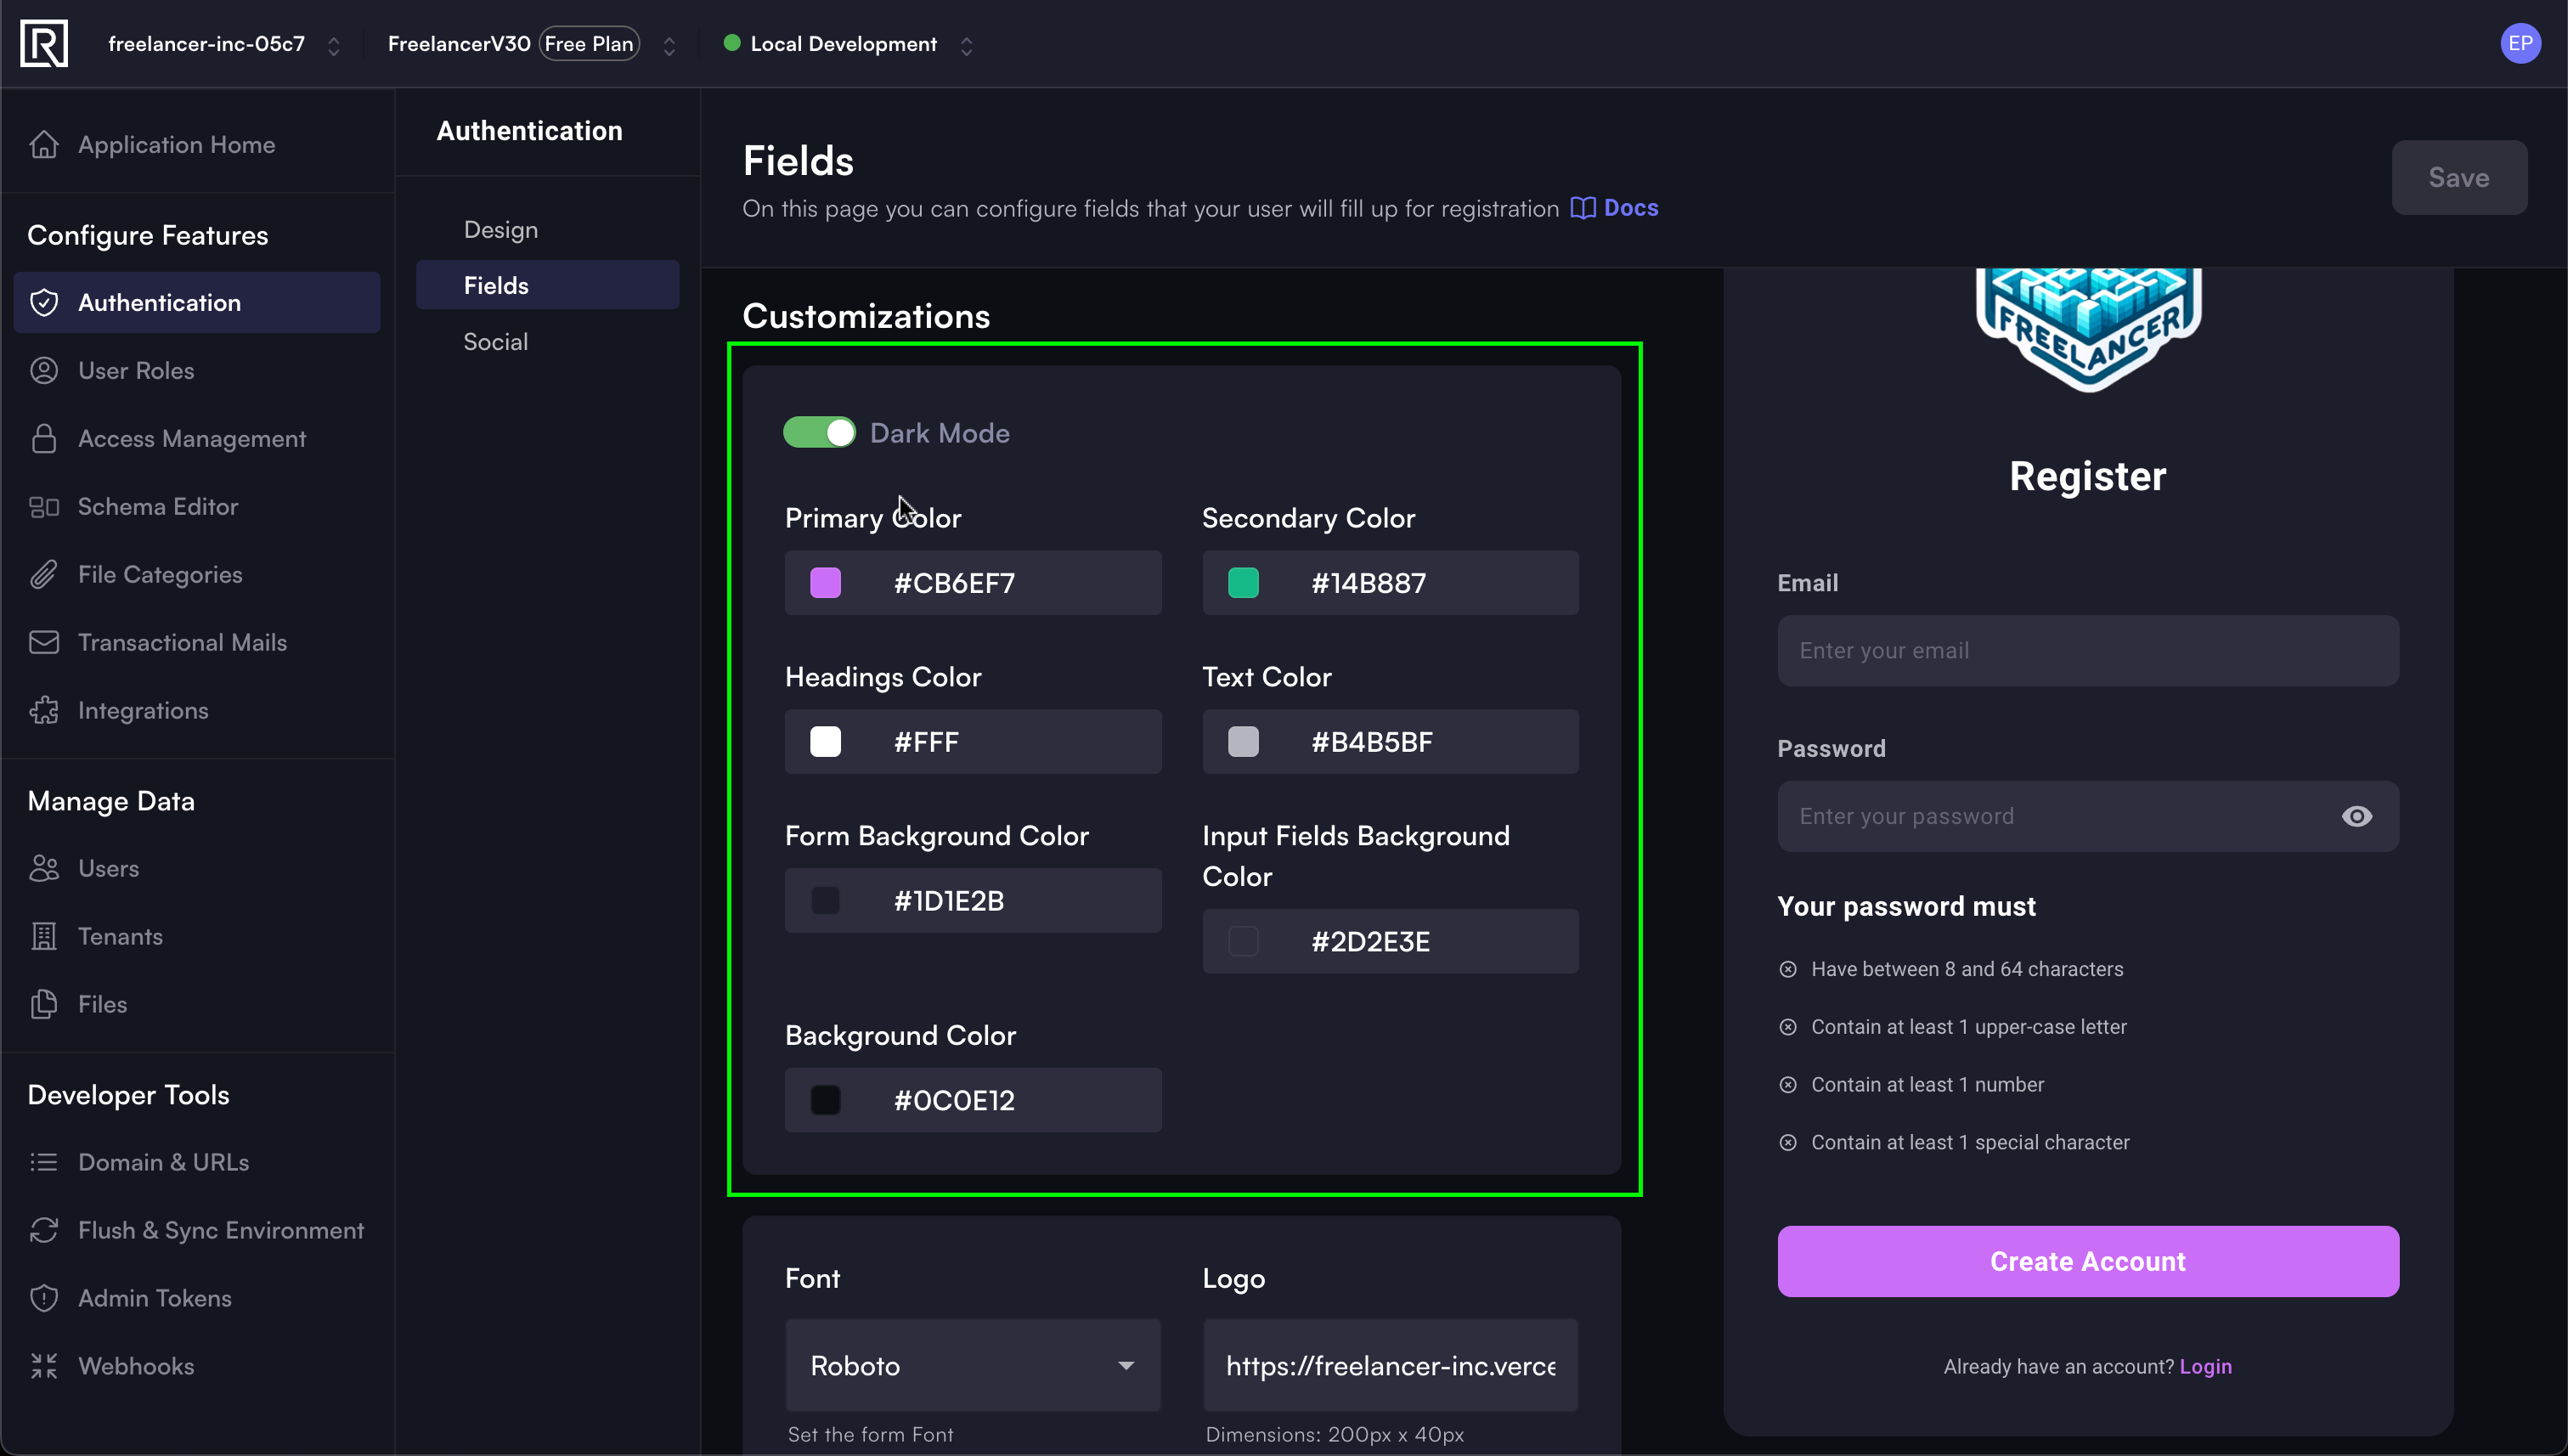 freelancer-inc-05c7
FreelancerV30 Free Plan
Local Development
EP
Application Home
Configure Features
Authentication
User Roles
Access Management
Schema Editor
File Categories
Transactional Mails
Integrations
Manage Data
Users
Tenants
Files
Developer Tools
Domain & URLs
Flush & Sync Environment
Admin Tokens
Webhooks
Authentication
Design
Fields
Social
Fields
On this page you can configure fields that your user will fill up for registration Docs
Save
Customizations
Dark Mode
Primary Color
#CB6EF7
Secondary Color
#14B887
Headings Color
#FFF
Text Color
#B4B5BF
Form Background Color
#1D1E2B
Input Fields Background
Color
#2D2E3E
Background Color
#0C0E12
Font
Roboto
Set the form Font
Logo
https://freelancer-inc.verce
Dimensions: 200px x 40px
FREELANCER
Register
Email
Enter your email
Password
Enter your password
Your password must
Have between 8 and 64 characters
Contain at least 1 upper-case letter
Contain at least 1 number
Contain at least 1 special character
Create Account
Already have an account? Login